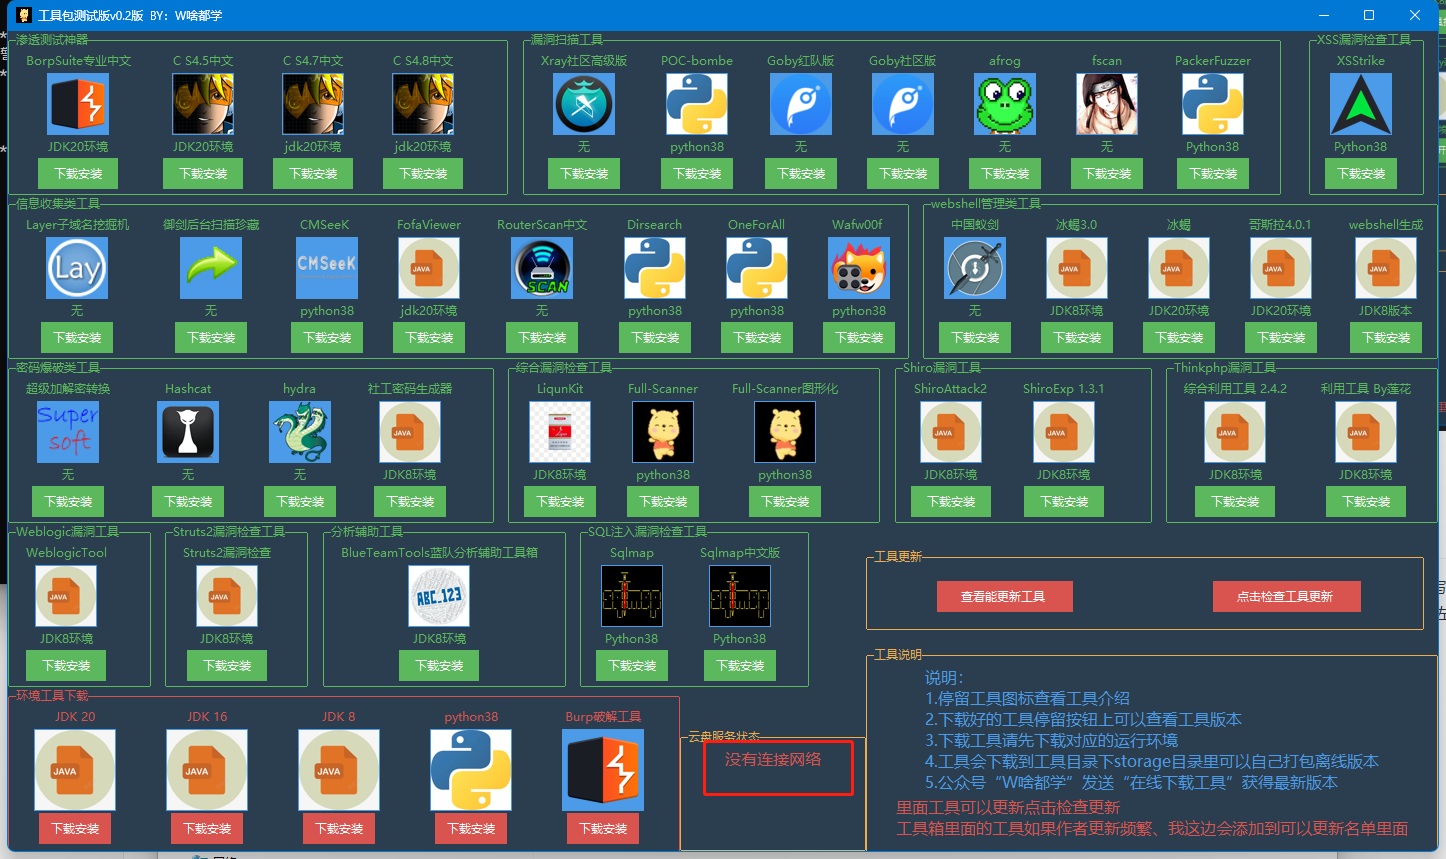 工具包测试版v0.2版 BY：W啥都学
渗透测试神器
BorpSuite专业中文 C S4.5中文 C S4.7中文 C S4.8中文
JDK20环境 JDK20环境 jdk20环境 jdk20环境
下载安装 下载安装 下载安装 下载安装
漏洞扫描工具
Xray社区高级版 POC-bombe Goby红队版 Goby社区版 afrog fscan PackerFuzzer
无 python38 无 无 无 无 Python38
下载安装 下载安装 下载安装 下载安装 下载安装 下载安装 下载安装
XSS漏洞检查工具
XSStrike
Python38
下载安装
信息收集类工具
Layer子域名挖掘机 御剑后台扫描珍藏 CMSeeK FofaViewer RouterScan中文 Dirsearch OneForAll Wafw00f
Lay CMSeeK JAVA SCAN
无 无 python38 jdk20环境 无 python38 python38 python38
下载安装 下载安装 下载安装 下载安装 下载安装 下载安装 下载安装 下载安装
webshell管理类工具
中国蚁剑 冰蝎3.0 冰蝎 哥斯拉4.0.1 webshell生成
JAVA JAVA JAVA JAVA
无 JDK8环境 JDK20环境 JDK20环境 JDK8版本
下载安装 下载安装 下载安装 下载安装 下载安装
密码爆破类工具
超级加解密转换 Hashcat hydra 社工密码生成器
Super
soft
JAVA
无 无 无 JDK8环境
下载安装 下载安装 下载安装 下载安装
综合漏洞检查工具
LiqunKit Full-Scanner Full-Scanner图形化
JDK8环境 python38 python38
下载安装 下载安装 下载安装
Shiro漏洞工具
ShiroAttack2 ShiroExp 1.3.1
JAVA JAVA
JDK8环境 JDK8环境
下载安装 下载安装
Thinkphp漏洞工具
综合利用工具 2.4.2 利用工具 By莲花
JAVA JAVA
JDK8环境 JDK8环境
下载安装 下载安装
Weblogic漏洞工具
WeblogicTool
JAVA
JDK8环境
下载安装
Struts2漏洞检查工具
Struts2漏洞检查
JAVA
JDK8环境
下载安装
分析辅助工具
BlueTeamTools蓝队分析辅助工具箱
ABC.123
JDK8环境
下载安装
SQL注入漏洞检查工具
Sqlmap Sqlmap中文版
Python38 Python38
下载安装 下载安装
工具更新
查看能更新工具 点击检查工具更新
环境工具下载
JDK 20 JDK 16 JDK 8 python38 Burp破解工具
JAVA JAVA JAVA
下载安装 下载安装 下载安装 下载安装 下载安装
云盘服务状态
没有连接网络
工具说明
说明：
1.停留工具图标查看工具介绍
2.下载好的工具停留按钮上可以查看工具版本
3.下载工具请先下载对应的运行环境
4.工具会下载到工具目录下storage目录里可以自己打包离线版本
5.公众号“W啥都学”发送“在线下载工具”获得最新版本
里面工具可以更新点击检查更新
工具箱里面的工具如果作者更新频繁、我这边会添加到可以更新名单里面